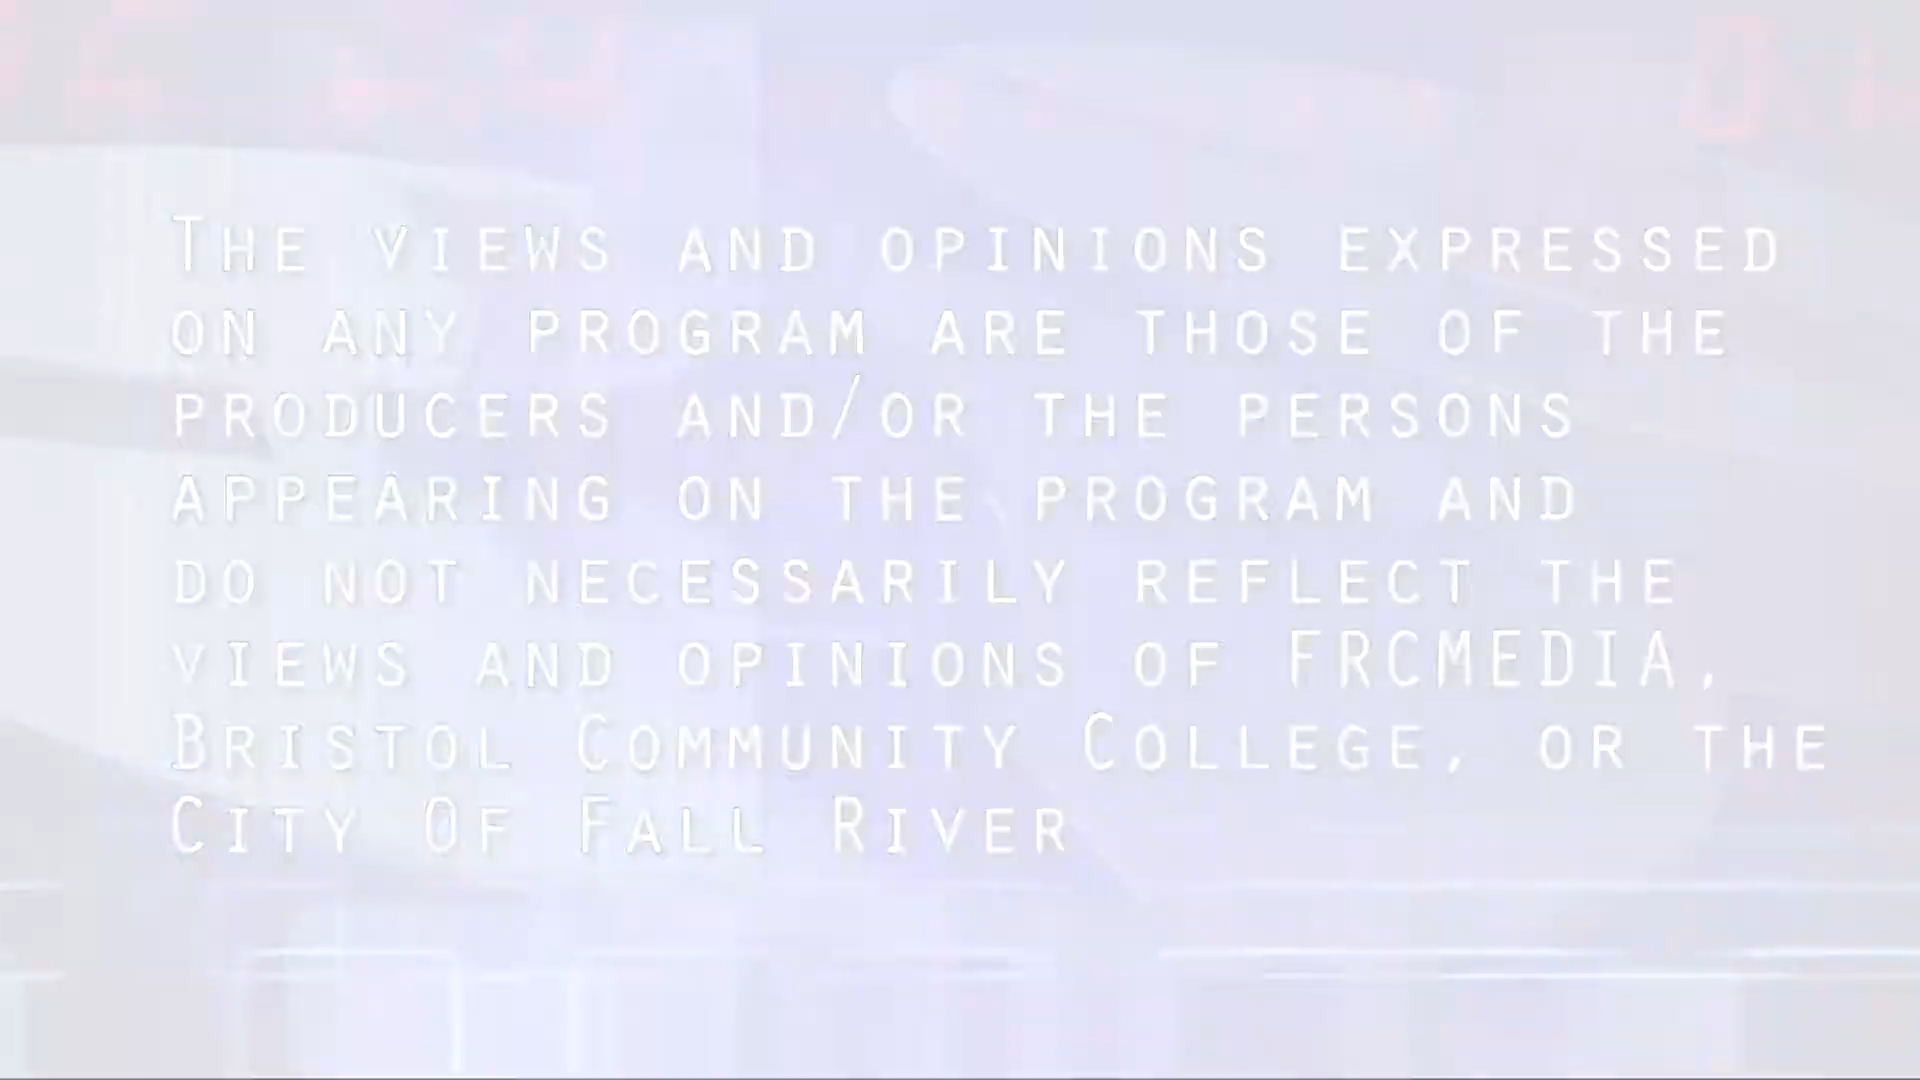 The views and opinions expressed
on any program are those of the
producers and/or the persons
appearing on the program and
do not necessarily reflect the
views and opinions of FRCMEDIA,
Bristol Community College, or the
City Of Fall River